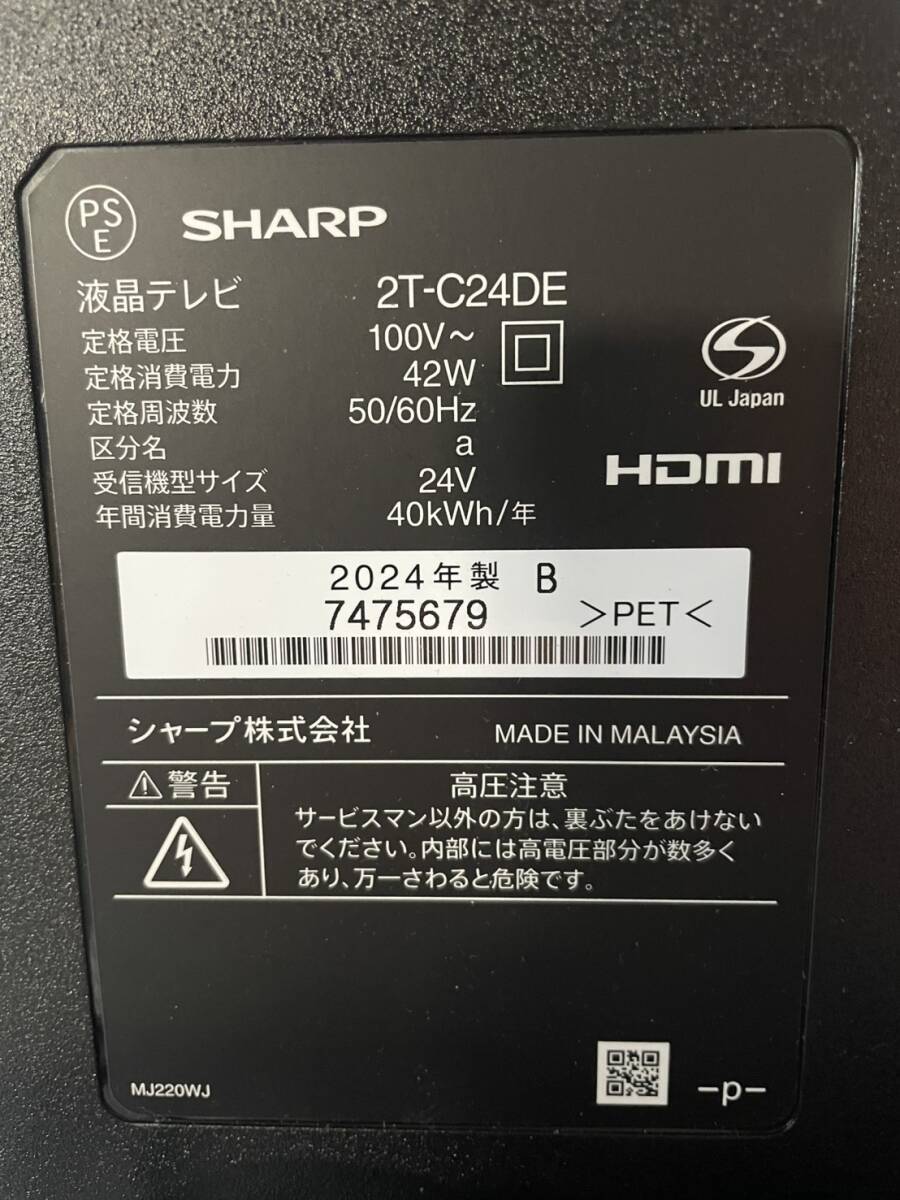 PS
E
SHARP
液晶テレビ 2T-C24DE
定格電圧 100V~
定格消費電力 42W
定格周波数 50/60Hz
区分名 a
受信機型サイズ 24V
年間消費電力量 40kWh/年
UL Japan
HDMI
2024年製 B
7475679 >PET<
シャープ株式会社 MADE IN MALAYSIA
⚠警告
高圧注意
サービスマン以外の方は、裏ぶたをあけない
でください。内部には高電圧部分が数多く
あり、万一さわると危険です。
MJ220WJ
-p-